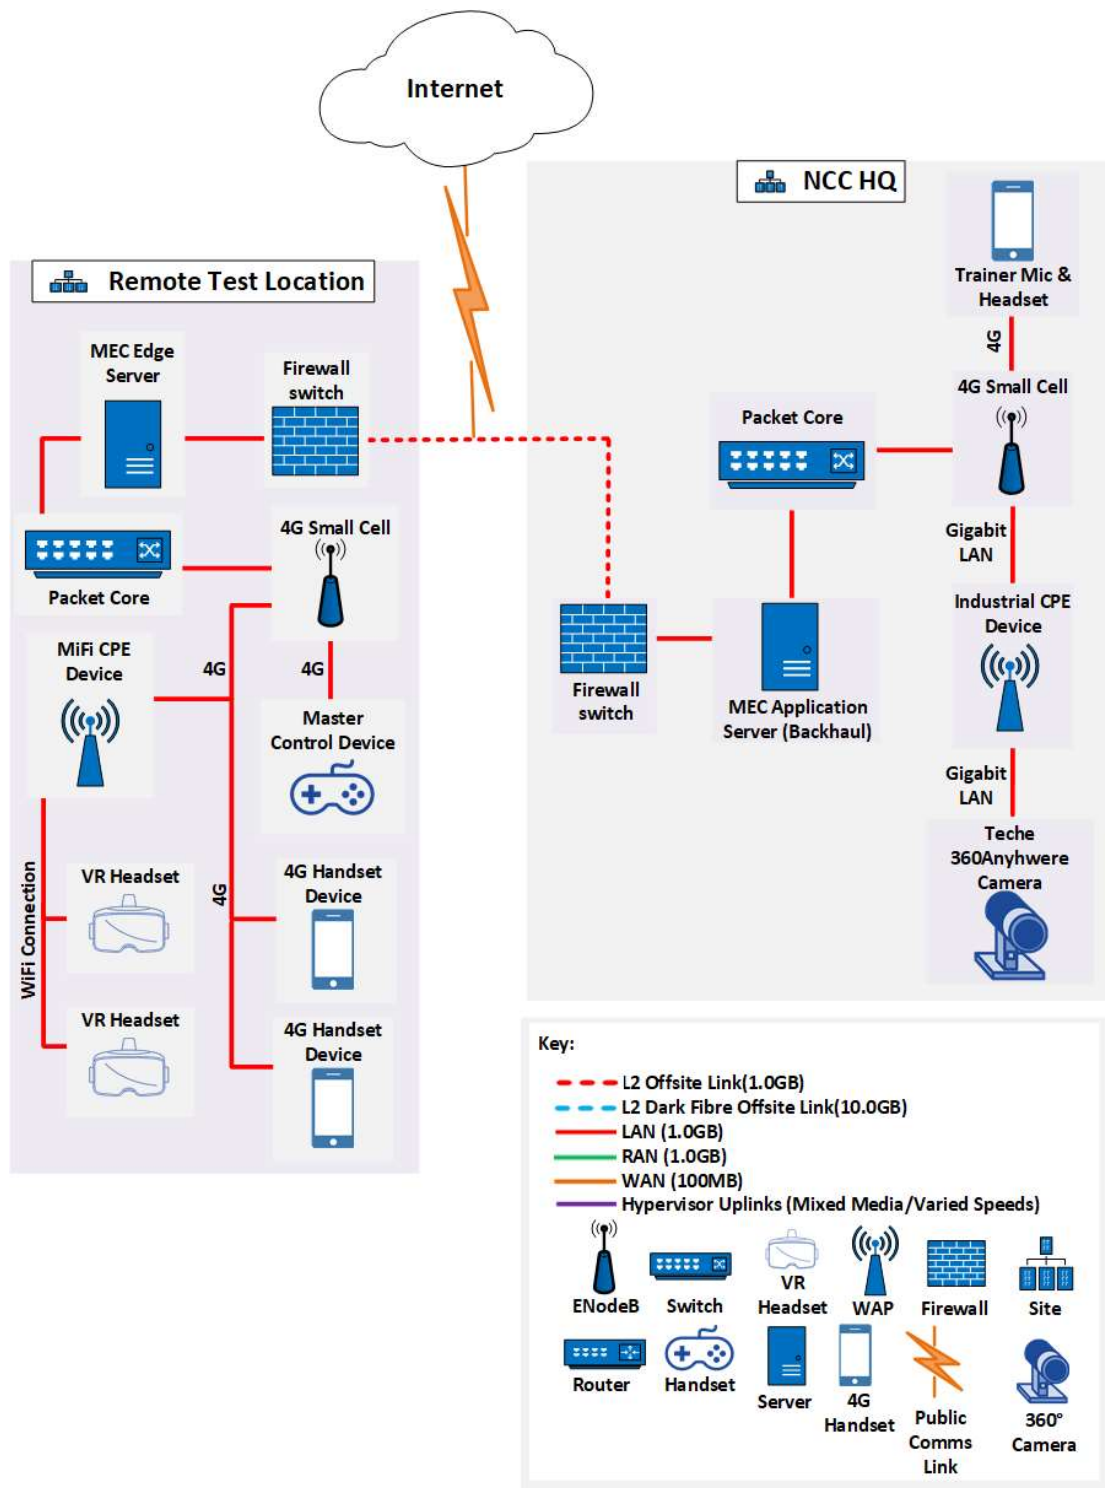 Internet
NCC HQ
Trainer Mic &
Headset
4G
4G Small Cell
Packet Core
Gigabit
LAN
Industrial CPE
Device
Firewall
switch
MEC Application
Server (Backhaul)
Gigabit
LAN
Teche
360Anyhwere
Camera
Remote Test Location
MEC Edge
Server
Firewall
switch
4G Small Cell
Packet Core
MiFi CPE
Device
4G
4G
Master
Control Device
WiFi Connection
VR Headset
4G
4G Handset
Device
VR Headset
4G Handset
Device
Key:
L2 Offsite Link(1.0GB)
L2 Dark Fibre Offsite Link(10.0GB)
LAN (1.0GB)
RAN (1.0GB)
WAN (100MB)
Hypervisor Uplinks (Mixed Media/Varied Speeds)
ENodeB
Switch
VR
Headset
WAP
Firewall
Site
Router
Handset
Server
4G
Handset
Public
Comms
Link
360°
Camera